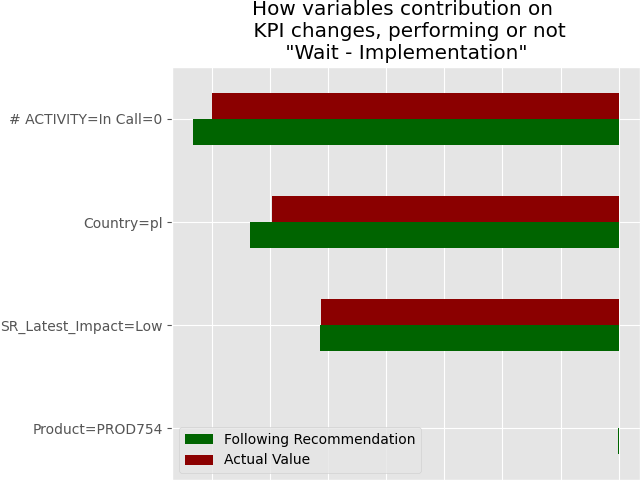 How variables contribution on
KPI changes, performing or not
"Wait - Implementation"
# ACTIVITY=In Call=0
Country=pl
SR_Latest_Impact=Low
Product=PROD754
Following Recommendation
Actual Value